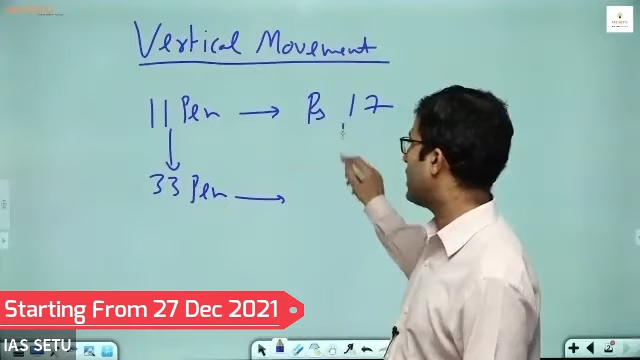 Vertical Movement
11 Pen → Rs 17
↓
33 Pen →
Starting From 27 Dec 2021
IAS SETU